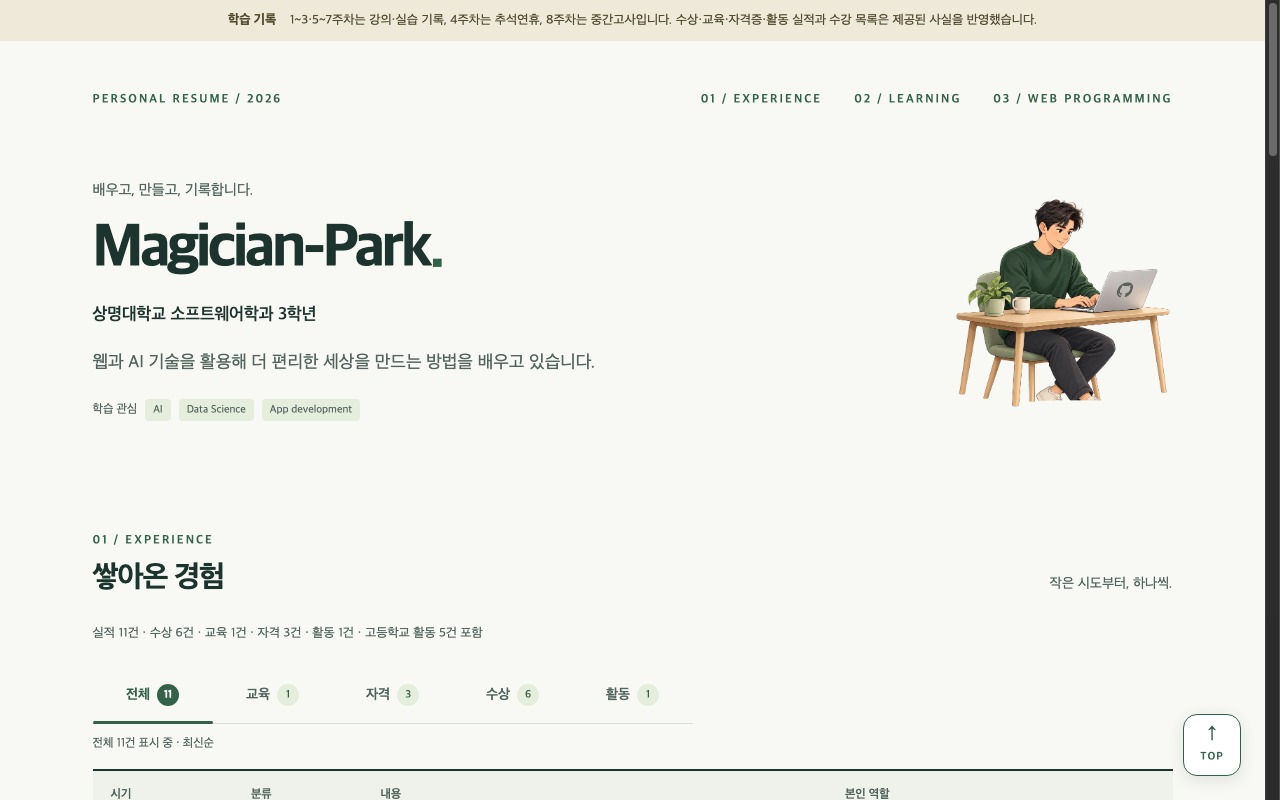 학습 기록 1~3·5~7주차는 강의·실습 기록, 4주차는 추석연휴, 8주차는 중간고사입니다. 수상·교육·자격증·활동 실적과 수강 목록은 제공된 사실을 반영했습니다.
PERSONAL RESUME / 2026
01 / EXPERIENCE 02 / LEARNING 03 / WEB PROGRAMMING
배우고, 만들고, 기록합니다.
Magician-Park.
상명대학교 소프트웨어학과 3학년
웹과 AI 기술을 활용해 더 편리한 세상을 만드는 방법을 배우고 있습니다.
학습 관심 AI Data Science App development
01 / EXPERIENCE
쌓아온 경험
작은 시도부터, 하나씩.
실적 11건 · 수상 6건 · 교육 1건 · 자격 3건 · 활동 1건 · 고등학교 활동 5건 포함
전체 11 교육 1 자격 3 수상 6 활동 1
전체 11건 표시 중 · 최신순
↑
TOP
시기 분류 내용 본인 역할